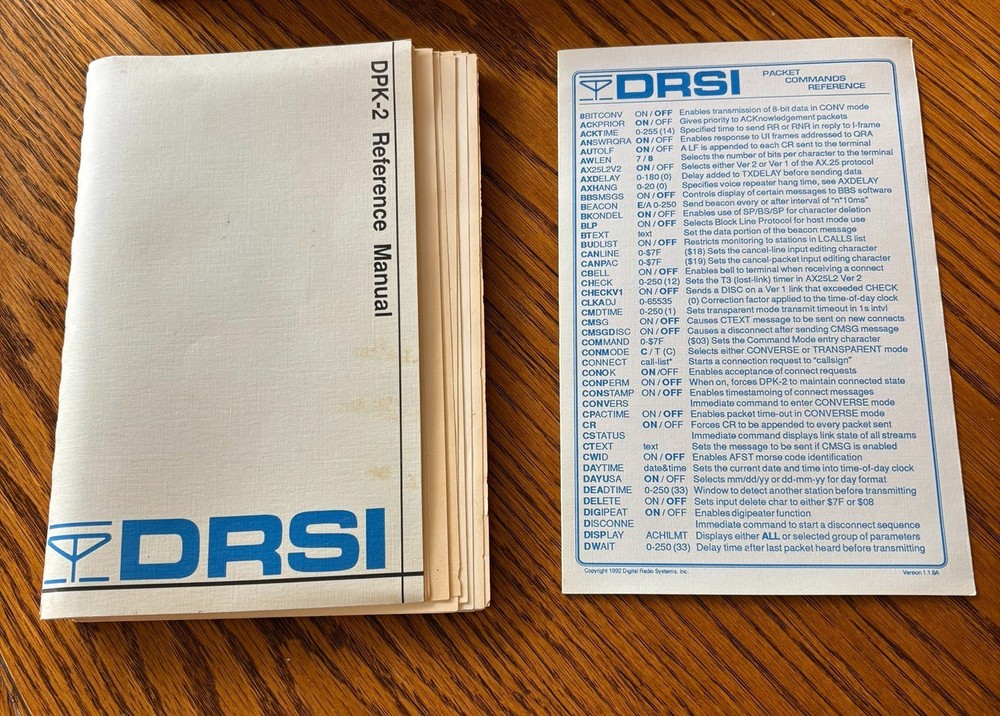 DPK-2 Reference Manual
DRSI
DRSI
PACKET
COMMANDS
REFERENCE
8BITCONV ON / OFF Enables transmission of 8-bit data in CONV mode
ACKPRIOR ON / OFF Gives priority to ACKnowledgement packets
ACKTIME 0-255 (14) Specified time to send RR or RNR in reply to I-frame
ANSWRQRA ON / OFF Enables response to UI frames addressed to QRA
AUTOLF ON / OFF A LF is appended to each CR sent to the terminal
AWLEN 7 / 8 Selects the number of bits per character to the terminal
AX25L2V2 ON / OFF Selects either Ver 2 or Ver 1 of the AX.25 protocol
AXDELAY 0-180 (0) Delay added to TXDELAY before sending data
AXHANG 0-20 (0) Specifies voice repeater hang time, see AXDELAY
BBSMSGS ON / OFF Controls display of certain messages to BBS software
BEACON E/A 0-250 Send beacon every or after interval of "n"10ms"
BKONDEL ON / OFF Enables use of SP/BS/SP for character deletion
BLP ON / OFF Selects Block Line Protocol for host mode use
BTEXT text Set the data portion of the beacon message
BUDLIST ON / OFF Restricts monitoring to stations in LCALLS list
CANLINE 0-$7F ($18) Sets the cancel-line input editing character
CANPAC 0-$7F ($19) Sets the cancel-packet input editing character
CBELL ON / OFF Enables bell to terminal when receiving a connect
CHECK 0-250 (12) Sets the T3 (lost-link) timer in AX25L2 Ver 2
CHECKV1 ON / OFF Sends a DISC on a Ver 1 link that exceeded CHECK
CLKADJ 0-65535 (0) Correction factor applied to the time-of-day clock
CMDTIME 0-250 (1) Sets transparent mode transmit timeout in 1s intvl
CMSG ON / OFF Causes CTEXT message to be sent on new connects
CMSGDISC ON / OFF Causes a disconnect after sending CMSG message
COMMAND 0-$7F ($03) Sets the Command Mode entry character
CONMODE C / T (C) Selects either CONVERSE or TRANSPARENT mode
CONNECT call-list* Starts a connection request to "callsign"
CONOK ON /OFF Enables acceptance of connect requests
CONPERM ON / OFF When on, forces DPK-2 to maintain connected state
CONSTAMP ON / OFF Enables timestamoing of connect messages
CONVERS Immediate command to enter CONVERSE mode
CPACTIME ON / OFF Enables packet time-out in CONVERSE mode
CR ON / OFF Forces CR to be appended to every packet sent
CSTATUS Immediate command displays link state of all streams
CTEXT text Sets the message to be sent if CMSG is enabled
CWID ON / OFF Enables AFST morse code identification
DAYTIME date&time Sets the current date and time into time-of-day clock
DAYUSA ON / OFF Selects mm/dd/yy or dd-mm-yy for day format
DEADTIME 0-250 (33) Window to detect another station before transmitting
DELETE ON / OFF Sets input delete char to either $7F or $08
DIGIPEAT ON / OFF Enables digipeater function
DISCONNE Immediate command to start a disconnect sequence
DISPLAY ACHILMT Displays either ALL or selected group of parameters
DWAIT 0-250 (33) Delay time after last packet heard before transmitting
Copyright 1992 Digital Radio Systems, Inc. Version 1.1.8A